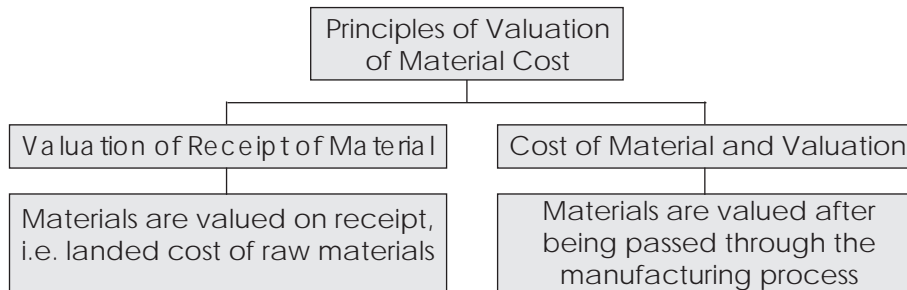 Principles of Valuation
of Material Cost
Valuation of Receipt of Material
Cost of Material and Valuation
Materials are valued on receipt,
i.e. landed cost of raw materials
Materials are valued after
being passed through the
manufacturing process